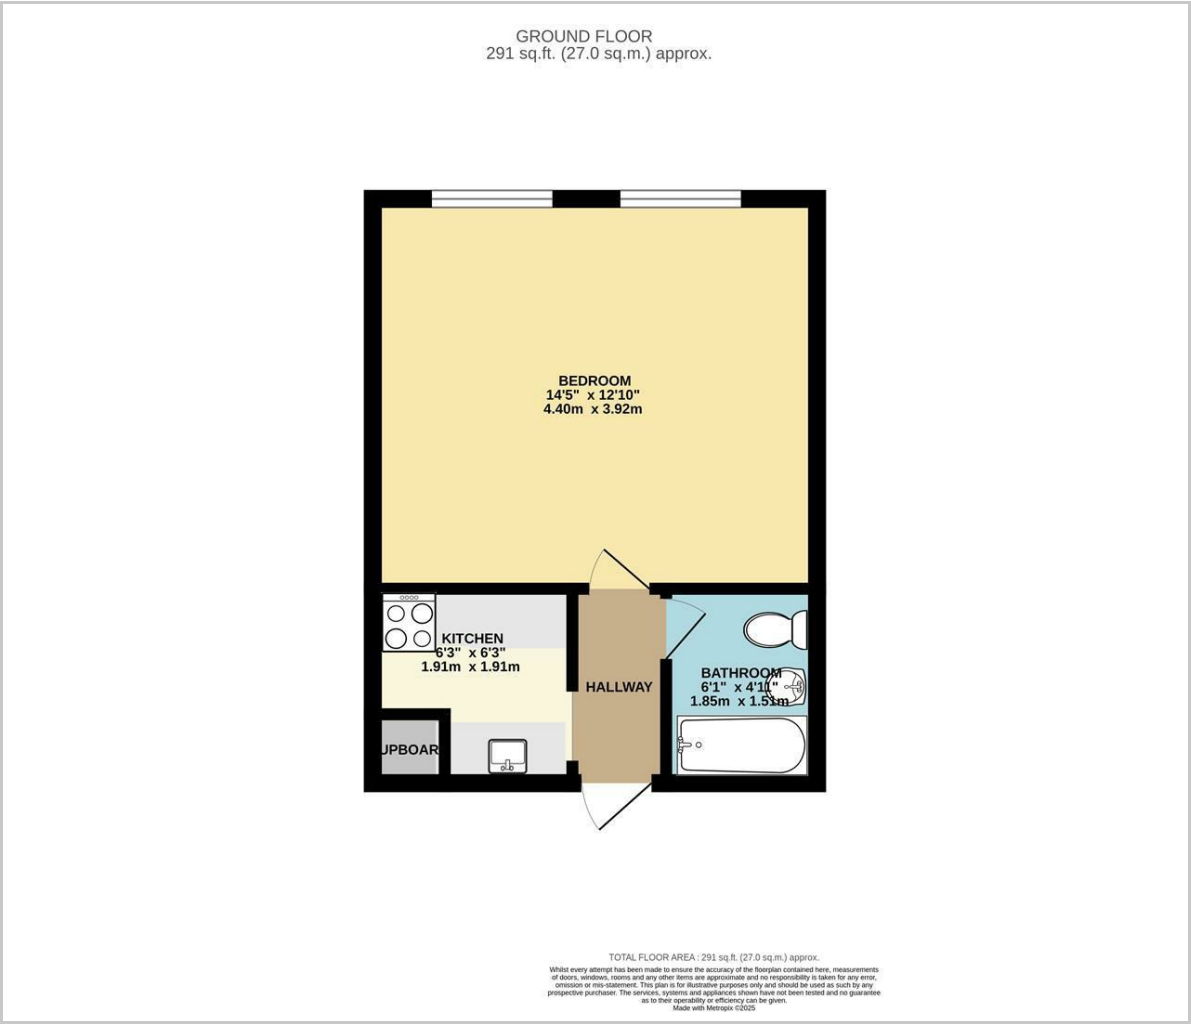 GROUND FLOOR
291 sq.ft. (27.0 sq.m.) approx.
BEDROOM
14'5" x 12'10"
4.40m x 3.92m
KITCHEN
6'3" x 6'3"
1.91m x 1.91m
HALLWAY
BATHROOM
6'1" x 4'11"
1.85m x 1.51m
UPBOAR
TOTAL FLOOR AREA : 291 sq.ft. (27.0 sq.m.) approx.
Whilst every attempt has been made to ensure the accuracy of the floorplan contained here, measurements
of doors, windows, rooms and any other items are approximate and no responsibility is taken for any error,
omission or mis-statement. This plan is for illustrative purposes only and should be used as such by any
prospective purchaser. The services, systems and appliances shown have not been tested and no guarantee
as to their operability or efficiency can be given.
Made with Metropix ©2025